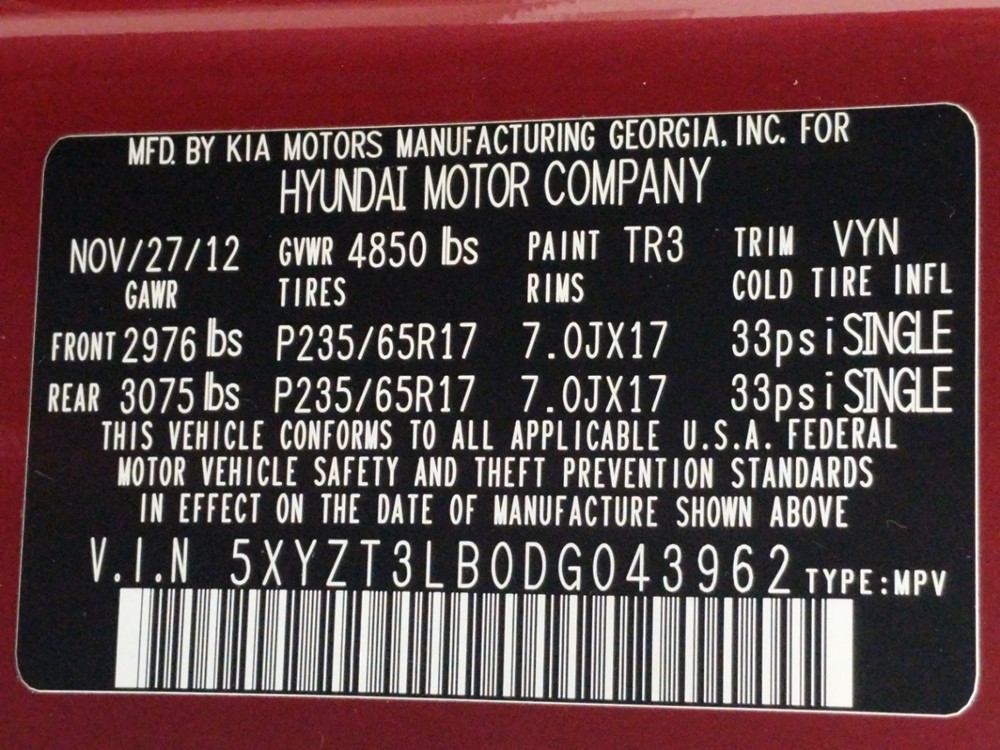 MFD. BY KIA MOTORS MANUFACTURING GEORGIA. INC. FOR
HYUNDAI MOTOR COMPANY
NOV/27/12 GVWR 4850 lbs PAINT TR3 TRIM VYN
GAWR TIRES RIMS COLD TIRE INFL
FRONT 2976 lbs P235/65R17 7.0JX17 33psi SINGLE
REAR 3075 lbs P235/65R17 7.0JX17 33psi SINGLE
THIS VEHICLE CONFORMS TO ALL APPLICABLE U.S.A. FEDERAL
MOTOR VEHICLE SAFETY AND THEFT PREVENTION STANDARDS
IN EFFECT ON THE DATE OF MANUFACTURE SHOWN ABOVE
V.I.N 5XYZT3LB0DG043962 TYPE:MPV